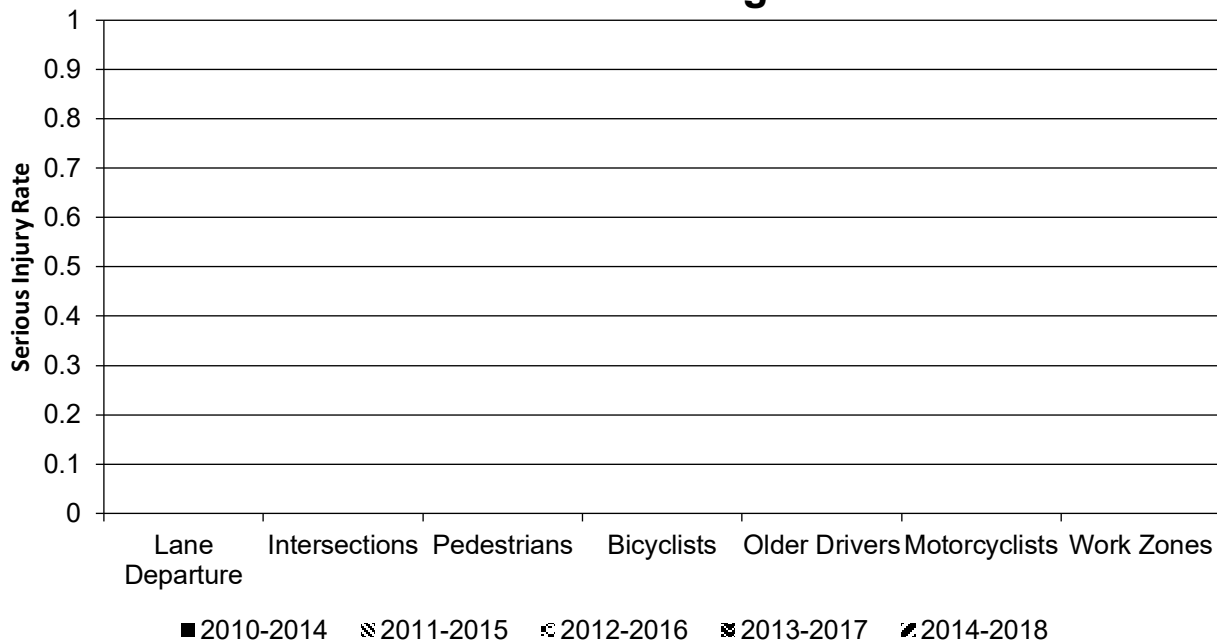 1
0.9
0.8
0.7
0.6
0.5
0.4
0.3
0.2
0.1
0
Serious Injury Rate
Lane Departure
Intersections
Pedestrians
Bicyclists
Older Drivers
Motorcyclists
Work Zones
2010-2014 2011-2015 2012-2016 2013-2017 2014-2018